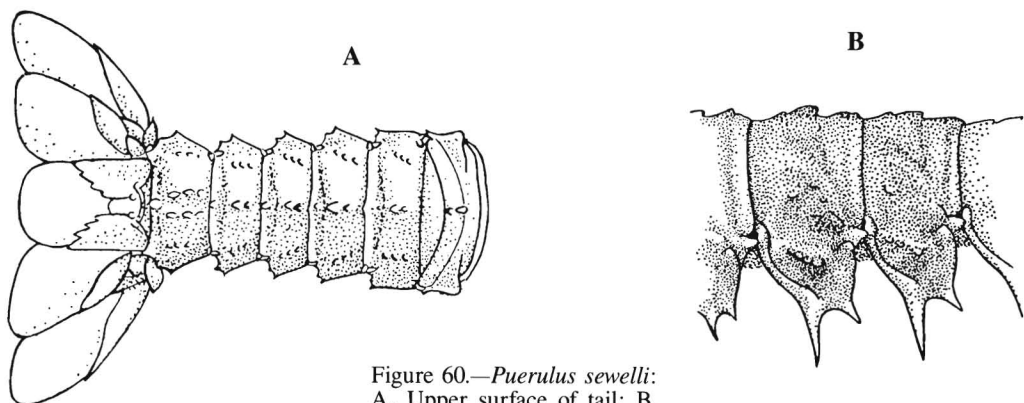 A
B
Figure 60.—Puerulus sewelli:
A, Upper surface of tail; B,